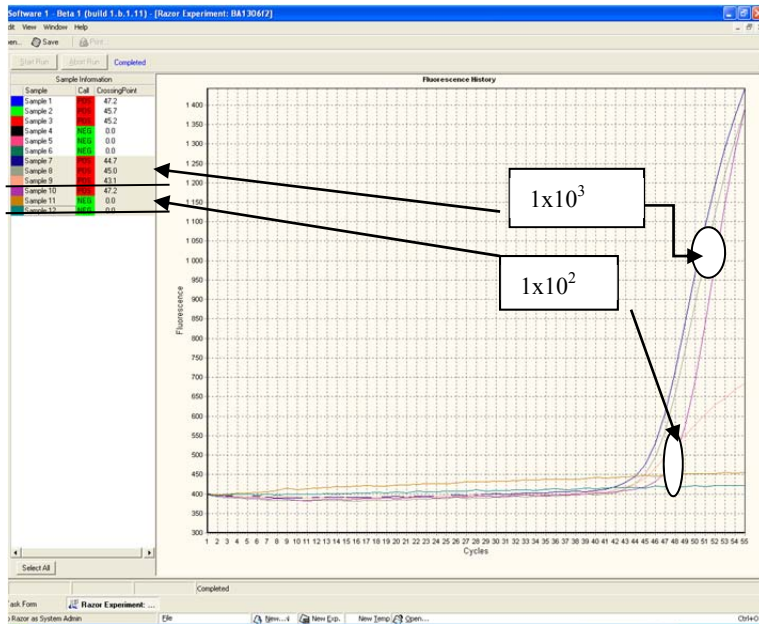 Software 1 - Beta 1 (build 1.b.1.11) - [Razor Experiment: BA1306f2]
dit View Window Help
pen... Save Print
Start Run Abort Run Completed
Sample Information
Sample Call CrossingPoint
Sample 1 POS 47.2
Sample 2 POS 45.7
Sample 3 POS 45.2
Sample 4 NEG 0.0
Sample 5 NEG 0.0
Sample 6 NEG 0.0
Sample 7 POS 44.7
Sample 8 POS 45.0
Sample 9 POS 43.1
Sample 10 POS 47.2
Sample 11 NEG 0.0
Sample 12 NEG 0.0
Select All
Fluorescence History
1 400
1 350
1 300
1 250
1 200
1 150
1 100
1 050
1 000
950
900
850
800
750
700
650
600
550
500
450
400
350
300
Fluorescence
1 2 3 4 5 6 7 8 9 10 11 12 13 14 15 16 17 18 19 20 21 22 23 24 25 26 27 28 29 30 31 32 33 34 35 36 37 38 39 40 41 42 43 44 45 46 47 48 49 50 51 52 53 54 55
Cycles
1x10³
1x10²
Completed
ask Form Razor Experiment: ...
o Razor as System Admin File New... New Exp. New Temp Open... Ctrl+O